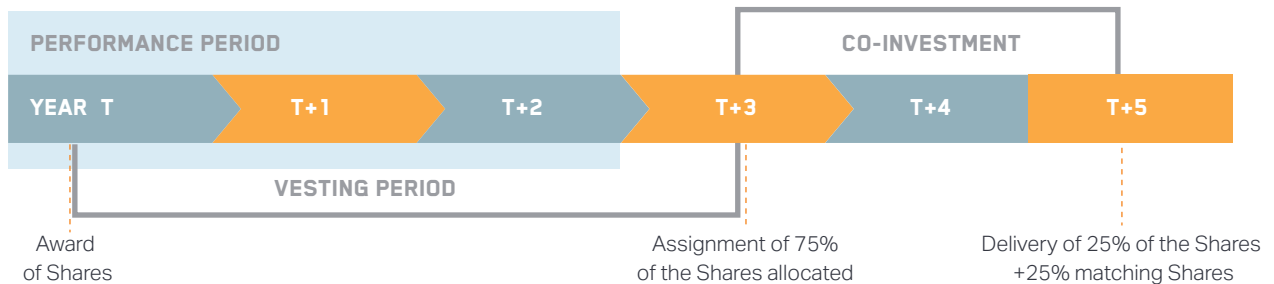 PERFORMANCE PERIOD
CO-INVESTMENT
YEAR T
T+1
T+2
T+3
T+4
T+5
VESTING PERIOD
Award
of Shares
Assignment of 75%
of the Shares allocated
Delivery of 25% of the Shares
+25% matching Shares